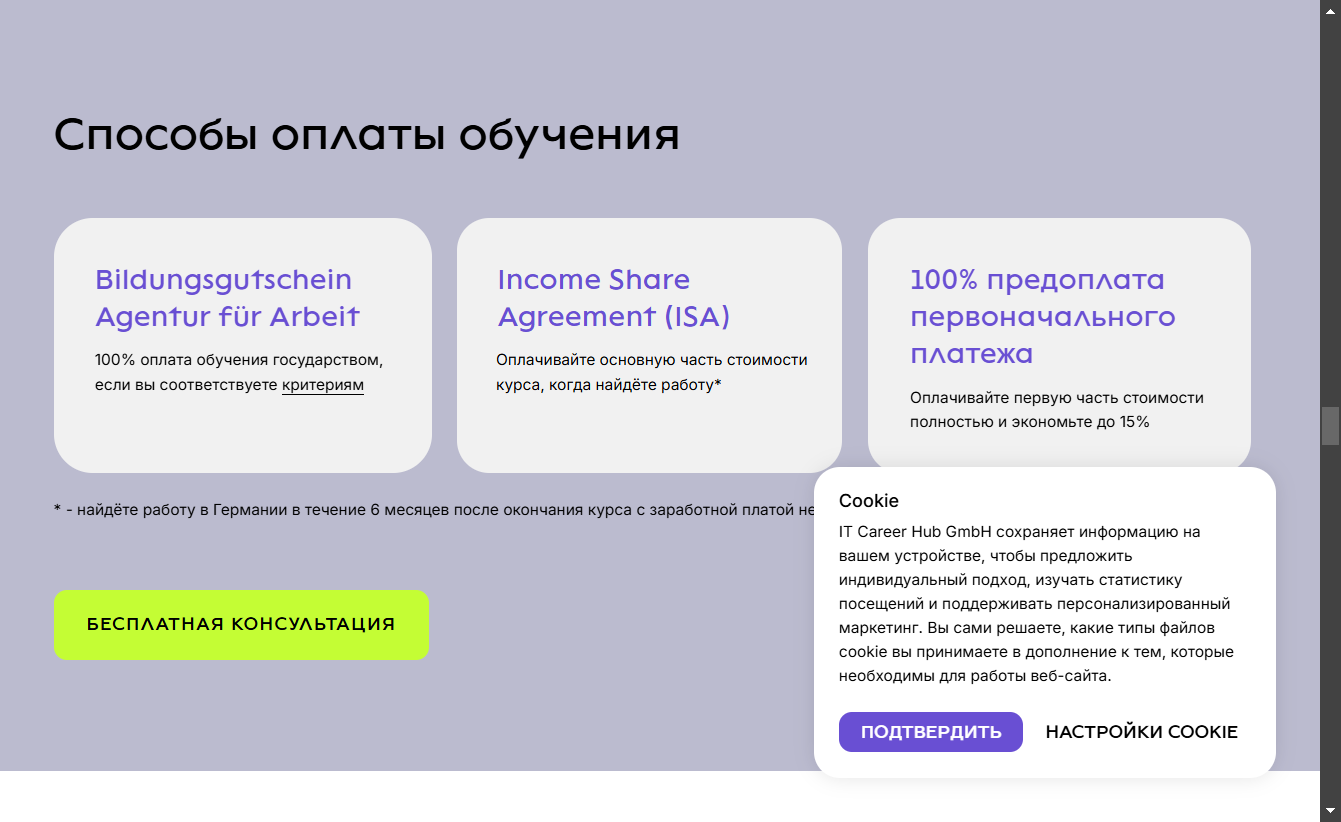 Способы оплаты обучения
Bildungsgutschein
Agentur für Arbeit
100% оплата обучения государством,
если вы соответствуете критериям
Income Share
Agreement (ISA)
Оплачивайте основную часть стоимости
курса, когда найдёте работу*
100% предоплата
первоначального
платежа
Оплачивайте первую часть стоимости
полностью и экономьте до 15%
* - найдёте работу в Германии в течение 6 месяцев после окончания курса с заработной платой не
БЕСПЛАТНАЯ КОНСУЛЬТАЦИЯ
Cookie
IT Career Hub GmbH сохраняет информацию на
вашем устройстве, чтобы предложить
индивидуальный подход, изучать статистику
посещений и поддерживать персонализированный
маркетинг. Вы сами решаете, какие типы файлов
cookie вы принимаете в дополнение к тем, которые
необходимы для работы веб-сайта.
ПОДТВЕРДИТЬ
НАСТРОЙКИ COOKIE